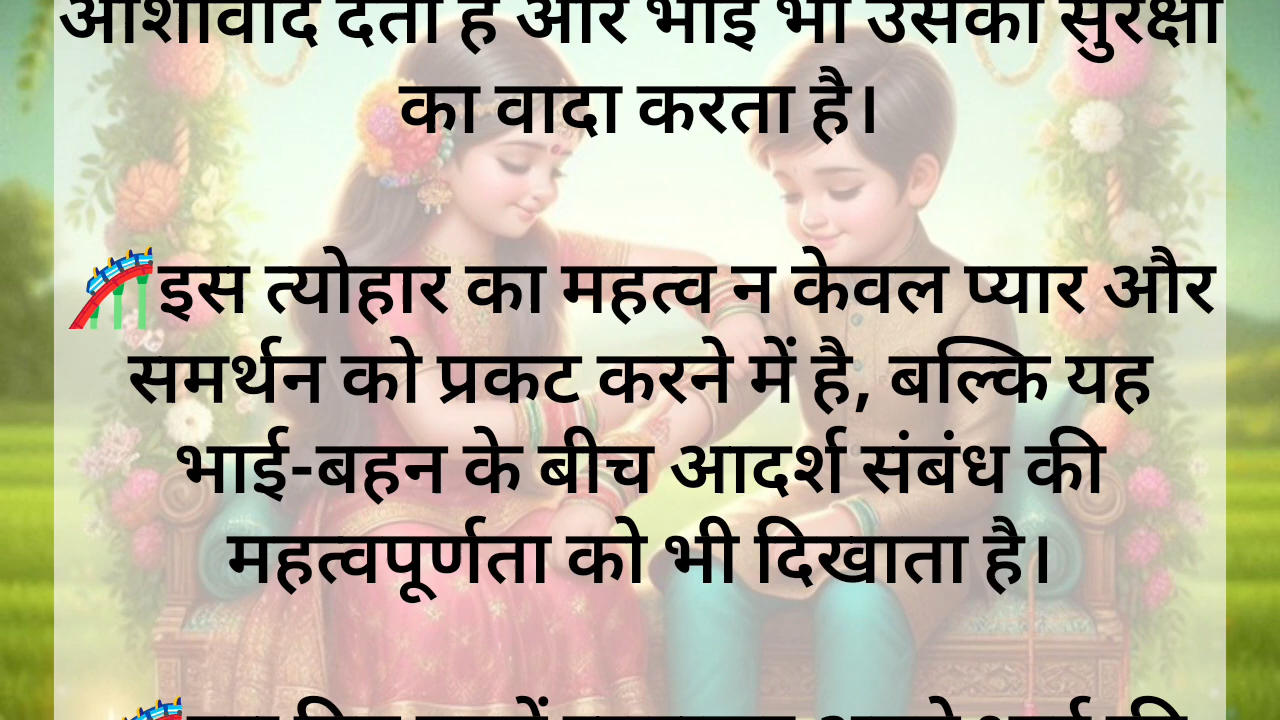 आशीर्वाद देता है और भाई भी उसकी सुरक्षा
का वादा करता है।
इस त्योहार का महत्व न केवल प्यार और
समर्थन को प्रकट करने में है, बल्कि यह
भाई-बहन के बीच आदर्श संबंध की
महत्वपूर्णता को भी दिखाता है।